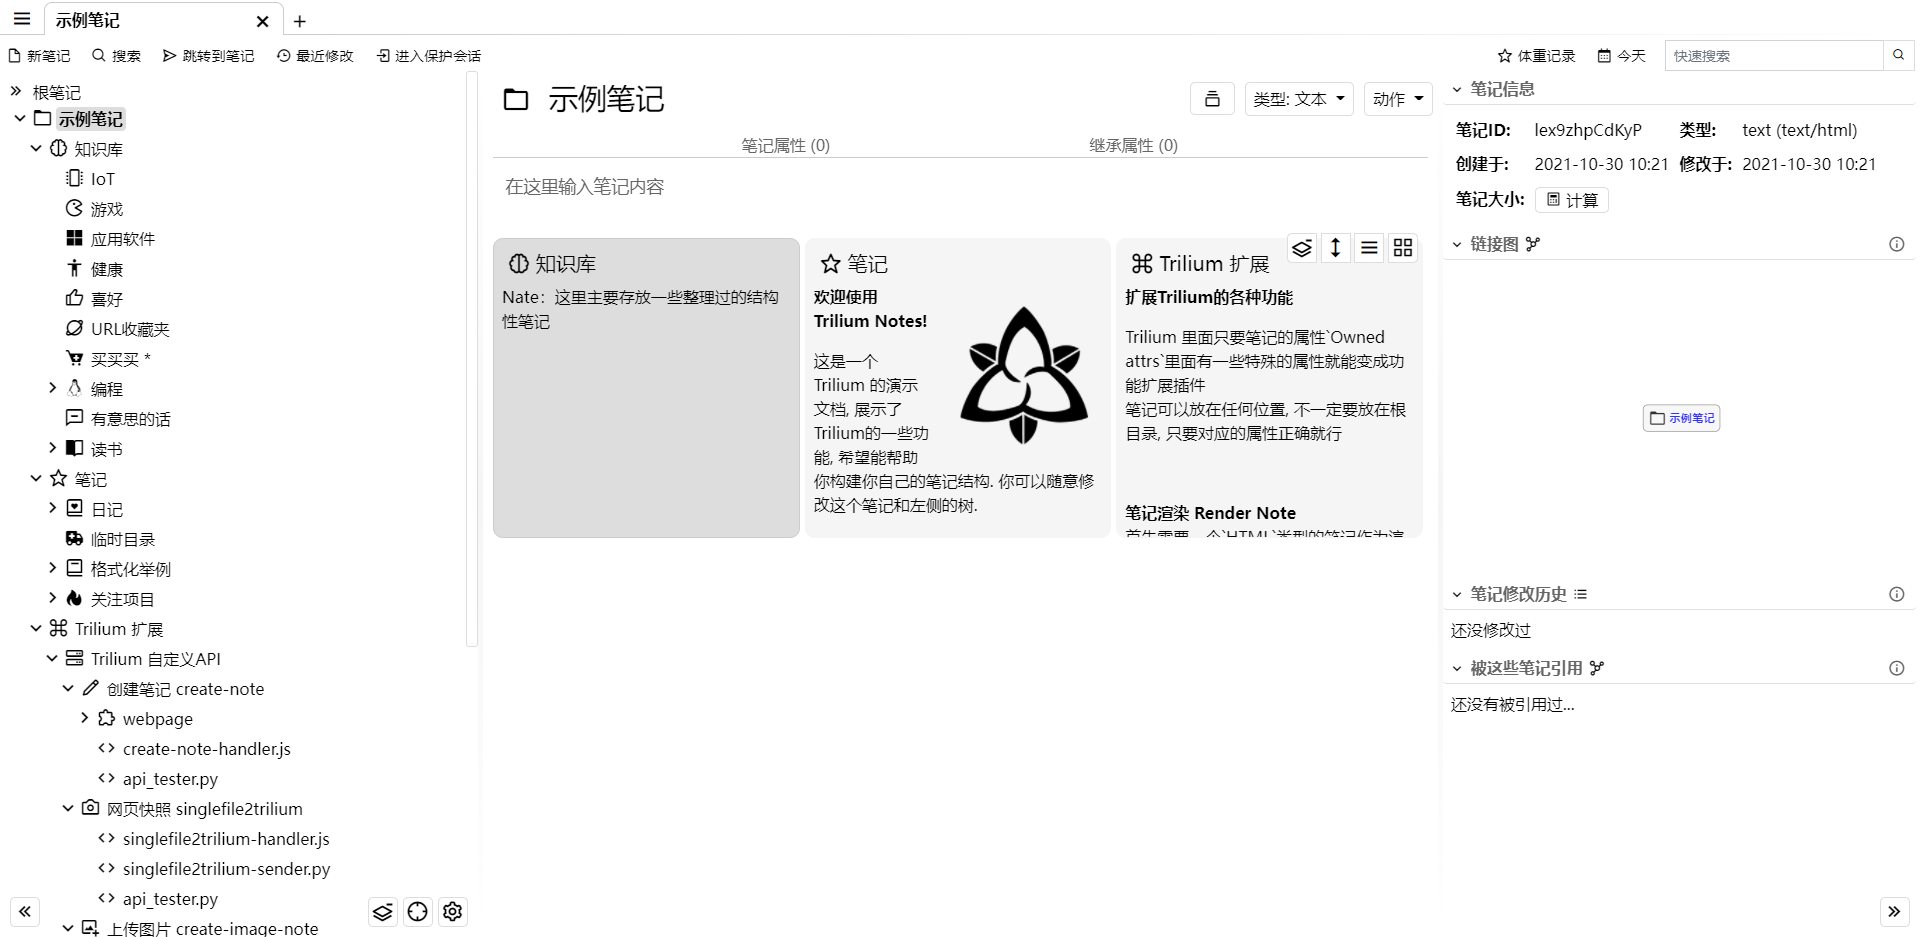 示例笔记
新笔记
搜索
跳转到笔记
最近修改
进入保护会话
体重记录
今天
快速搜索
根笔记
示例笔记
知识库
IoT
游戏
应用软件
健康
喜好
URL收藏夹
买买买 *
编程
有意思的话
读书
笔记
日记
临时目录
格式化举例
关注项目
Trilium 扩展
Trilium 自定义API
创建笔记 create-note
webpage
create-note-handler.js
api_tester.py
网页快照 singlefile2trilium
singlefile2trilium-handler.js
singlefile2trilium-sender.py
api_tester.py
上传图片 create-image-note
示例笔记
类型: 文本
动作
笔记属性 (0)
继承属性 (0)
在这里输入笔记内容
知识库
Nate：这里主要存放一些整理过的结构
性笔记
笔记
欢迎使用
Trilium Notes!
这是一个
Trilium 的演示
文档, 展示了
Trilium的一些功
能, 希望能帮助
你构建你自己的笔记结构. 你可以随意修
改这个笔记和左侧的树.
Trilium 扩展
扩展Trilium的各种功能
Trilium 里面只要笔记的属性`Owned
attrs`里面有一些特殊的属性就能变成功
能扩展插件
笔记可以放在任何位置, 不一定要放在根
目录, 只要对应的属性正确就行
笔记渲染 Render Note
首先需要一个`HTML`类型的笔记作为渲
笔记信息
笔记ID: lex9zhpCdKyP 类型: text (text/html)
创建于: 2021-10-30 10:21 修改于: 2021-10-30 10:21
笔记大小: 计算
链接图
示例笔记
笔记修改历史
还没修改过
被这些笔记引用
还没有被引用过...